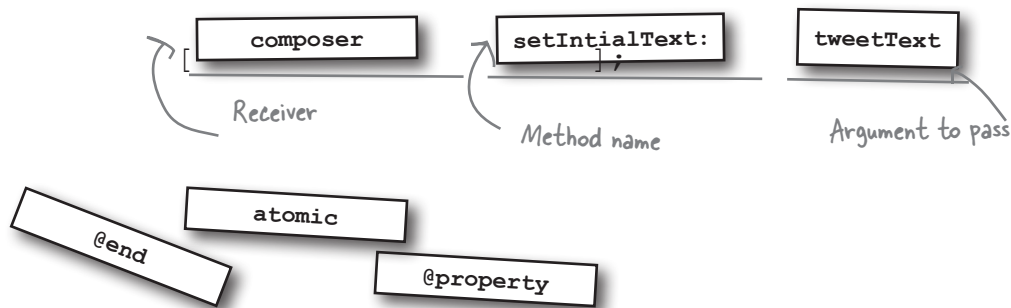 [ composer setIntialText: tweetText
] ;
Receiver
Method name
Argument to pass
atomic
@end
@property